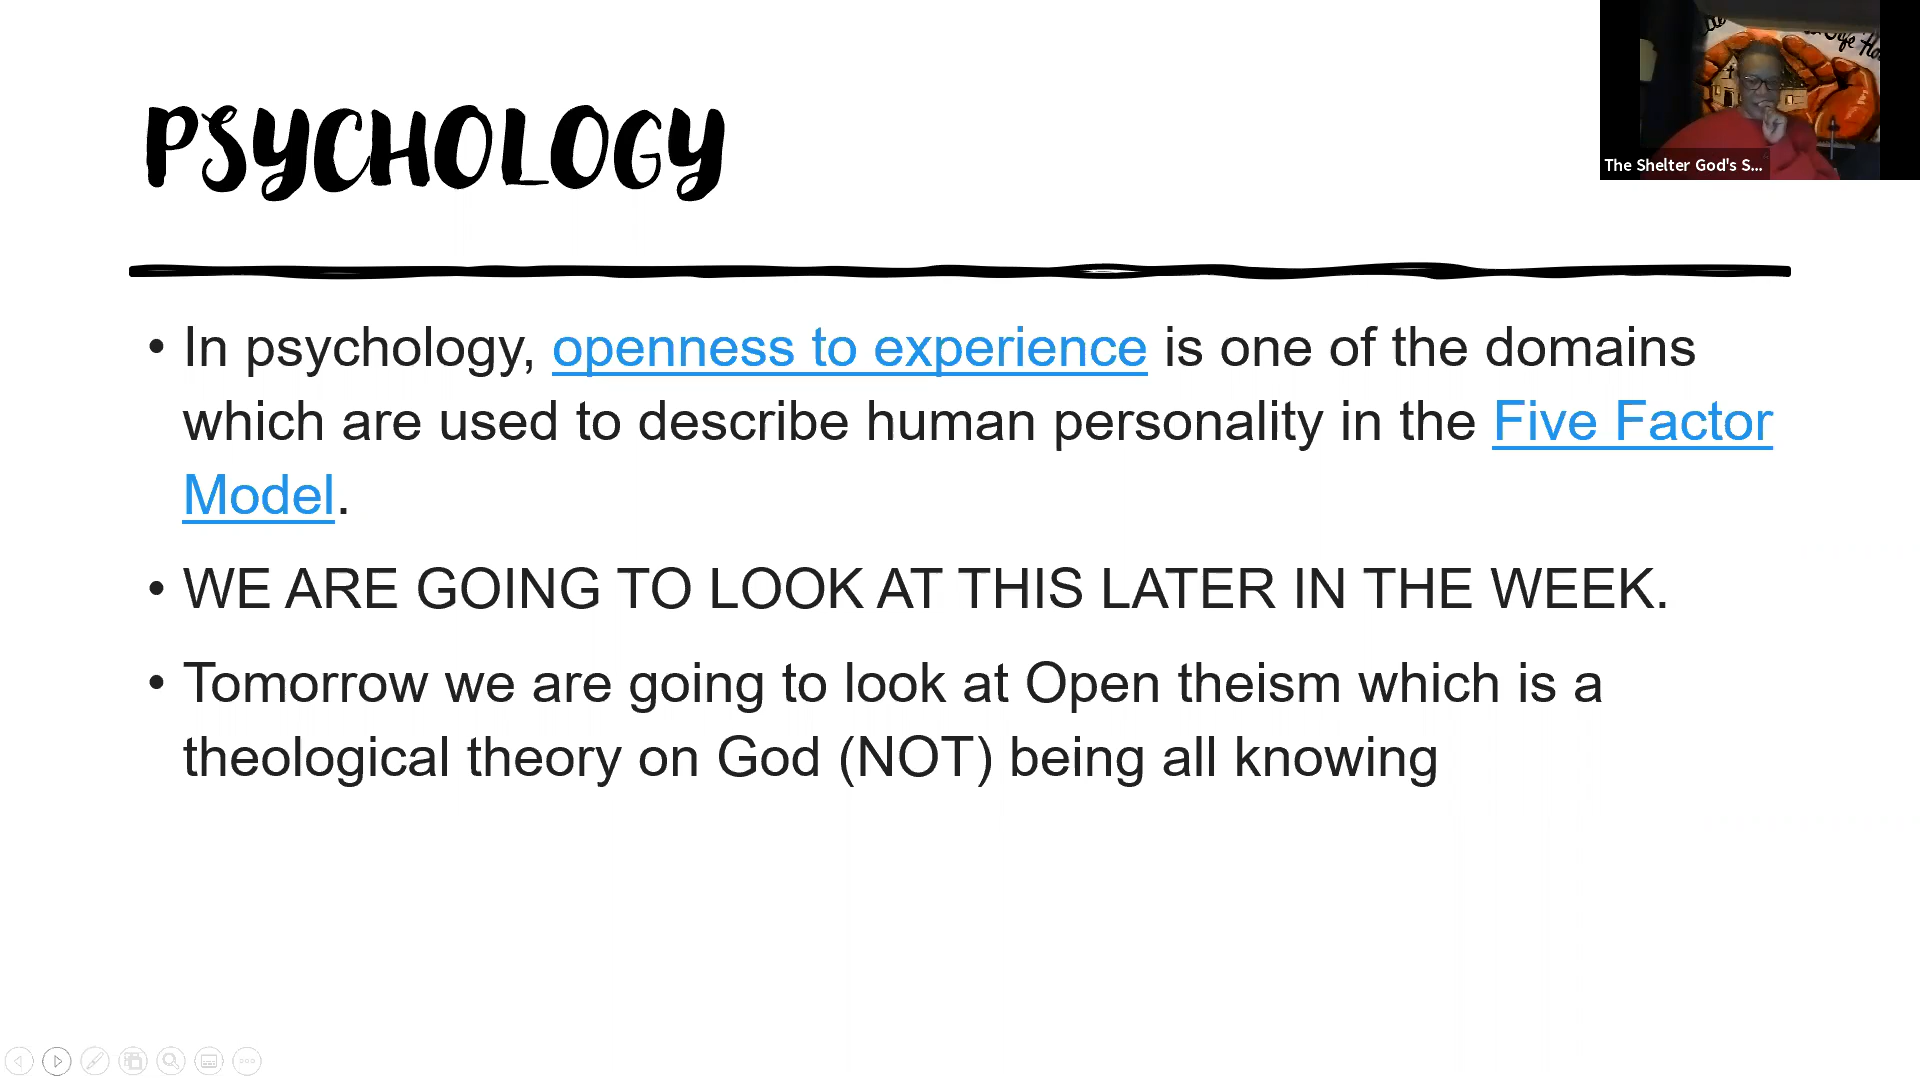 PSYCHOLOGY
The Shelter God's S...
• In psychology, openness to experience is one of the domains
which are used to describe human personality in the Five Factor
Model.
• WE ARE GOING TO LOOK AT THIS LATER IN THE WEEK.
• Tomorrow we are going to look at Open theism which is a
theological theory on God (NOT) being all knowing